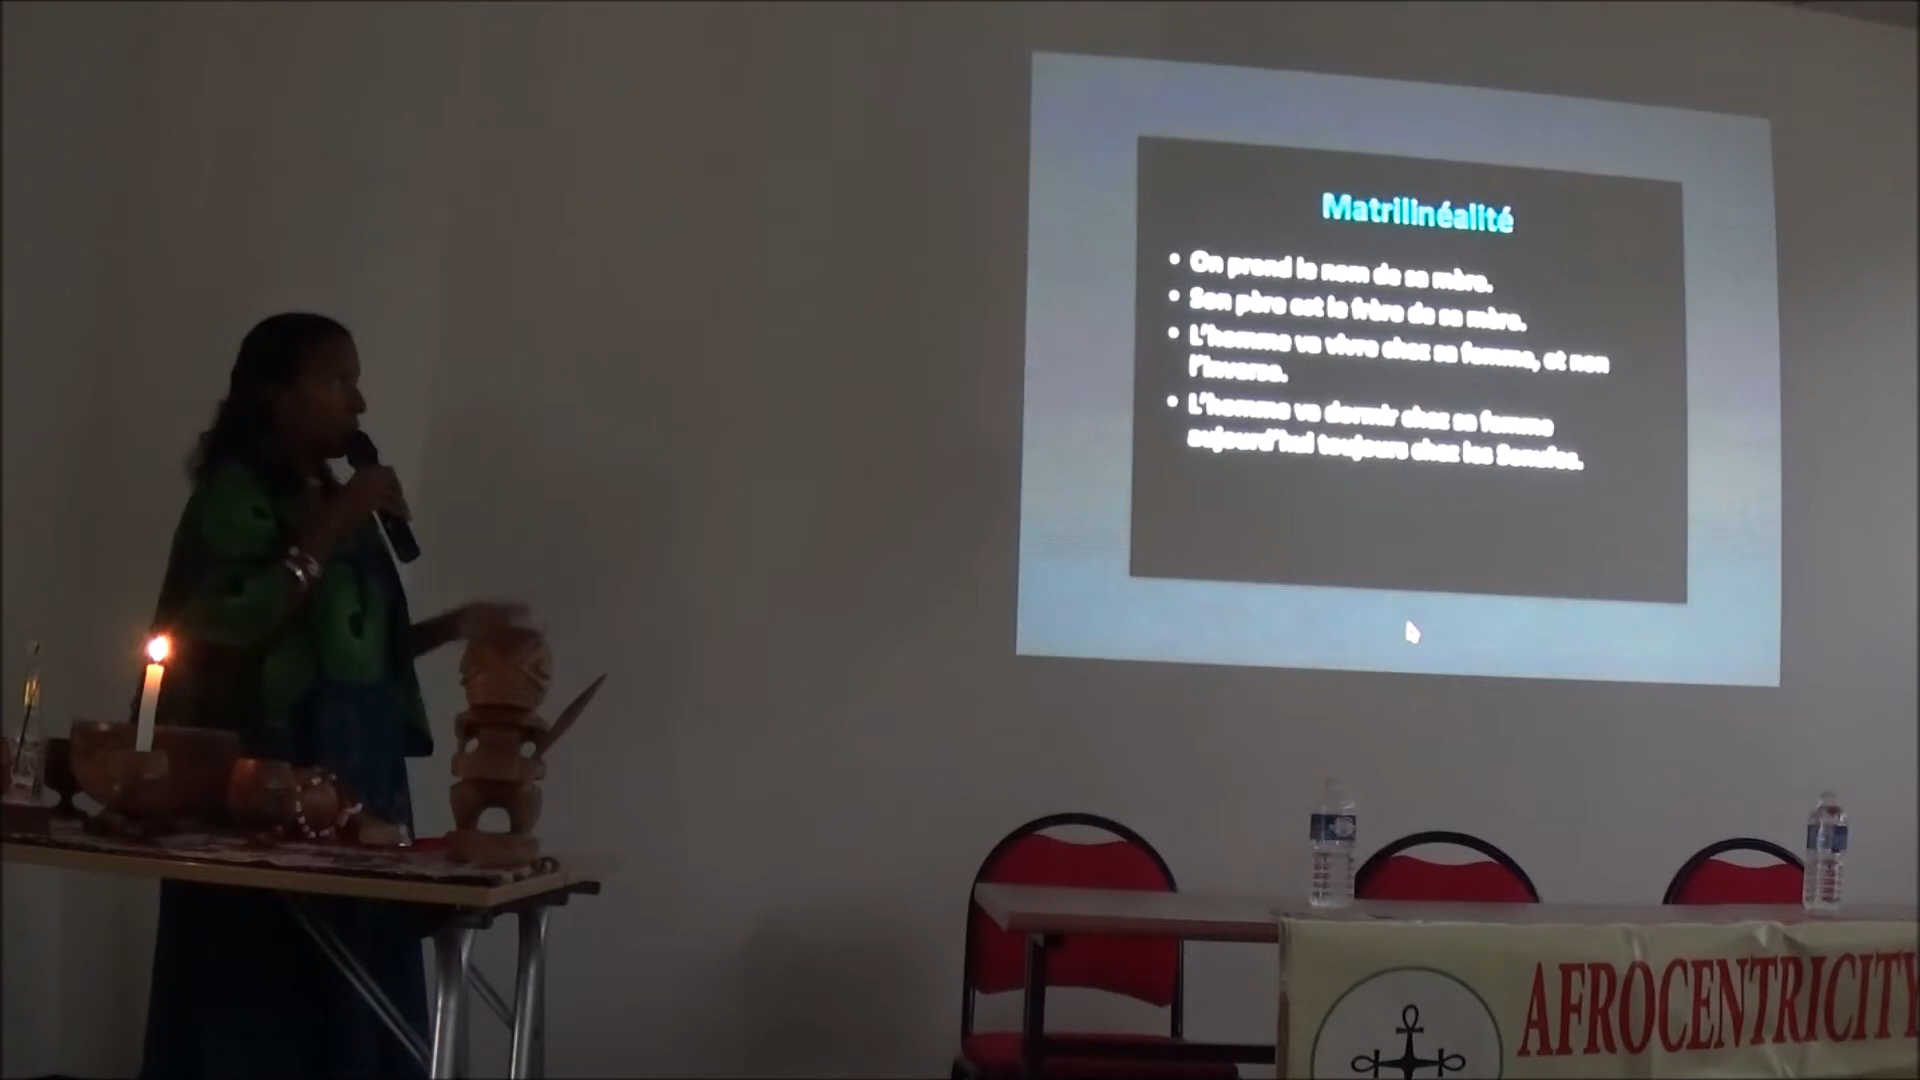 Matrilinéalité
• On prend le nom de sa mère.
• Son père est le frère de sa mère.
• L'homme va vivre chez sa femme, et non
l'inverse.
• L'homme va dormir chez sa femme
aujourd'hui toujours chez les Senufos.
AFROCENTRICITY